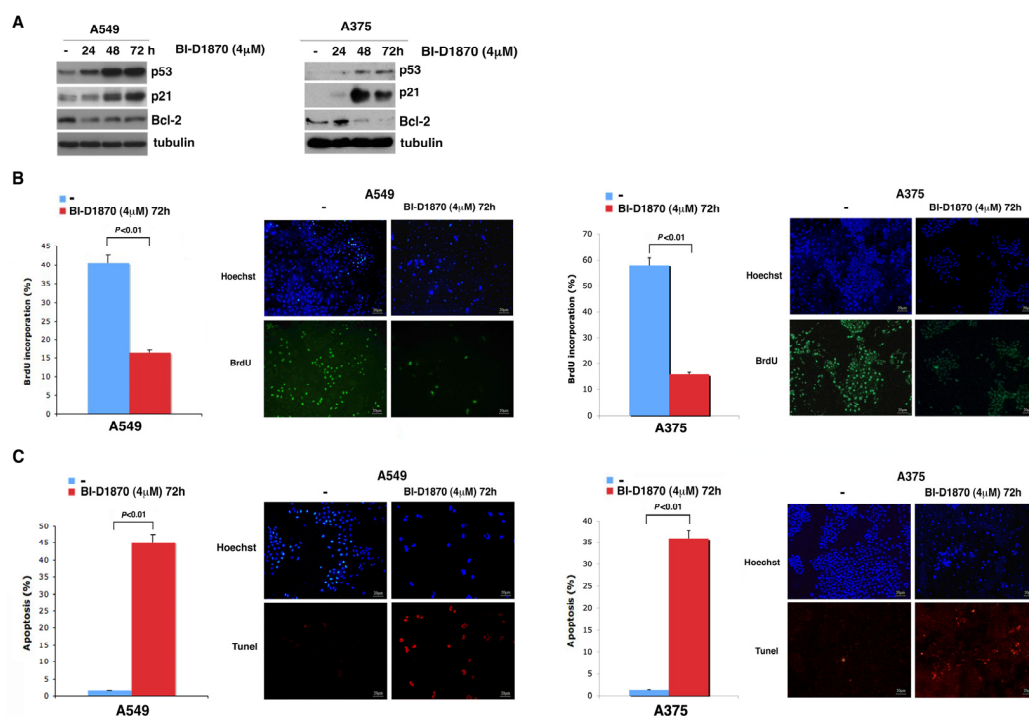 A
A549
- 24 48 72 h BI-D1870 (4μM)
p53
p21
Bcl-2
tubulin
A375
- 24 48 72h BI-D1870 (4μM)
p53
p21
Bcl-2
tubulin
B
-
BI-D1870 (4μM) 72h
P<0.01
BrdU incorporation (%)
45
40
35
30
25
20
15
10
5
0
A549
A549
- BI-D1870 (4μM) 72h
Hoechst
BrdU
-
BI-D1870 (4μM) 72h
P<0.01
BrdU incorporation (%)
70
60
50
40
30
20
10
0
A375
A375
- BI-D1870 (4μM) 72h
Hoechst
BrdU
C
-
BI-D1870 (4μM) 72h
P<0.01
Apoptosis (%)
50
45
40
35
30
25
20
15
10
5
0
A549
A549
- BI-D1870 (4μM) 72h
Hoechst
Tunel
-
BI-D1870 (4μM) 72h
P<0.01
Apoptosis (%)
40
35
30
25
20
15
10
5
0
A375
A375
- BI-D1870 (4μM) 72h
Hoechst
Tunel